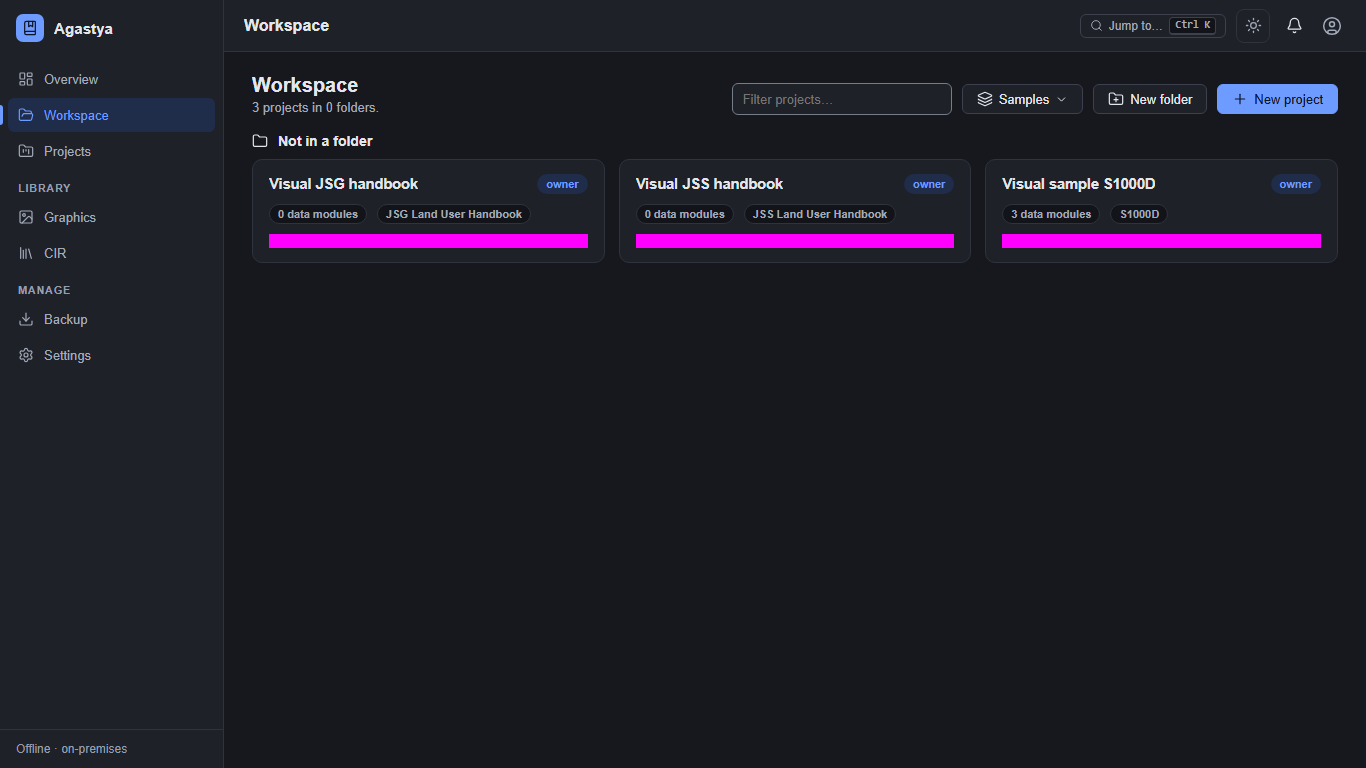 Agastya
Overview
Workspace
Projects
LIBRARY
Graphics
CIR
MANAGE
Backup
Settings
Offline · on-premises
Workspace
Jump to... Ctrl K
Workspace
3 projects in 0 folders.
Filter projects...
Samples
New folder
New project
Not in a folder
Visual JSG handbook owner
0 data modules JSG Land User Handbook
Visual JSS handbook owner
0 data modules JSS Land User Handbook
Visual sample S1000D owner
3 data modules S1000D